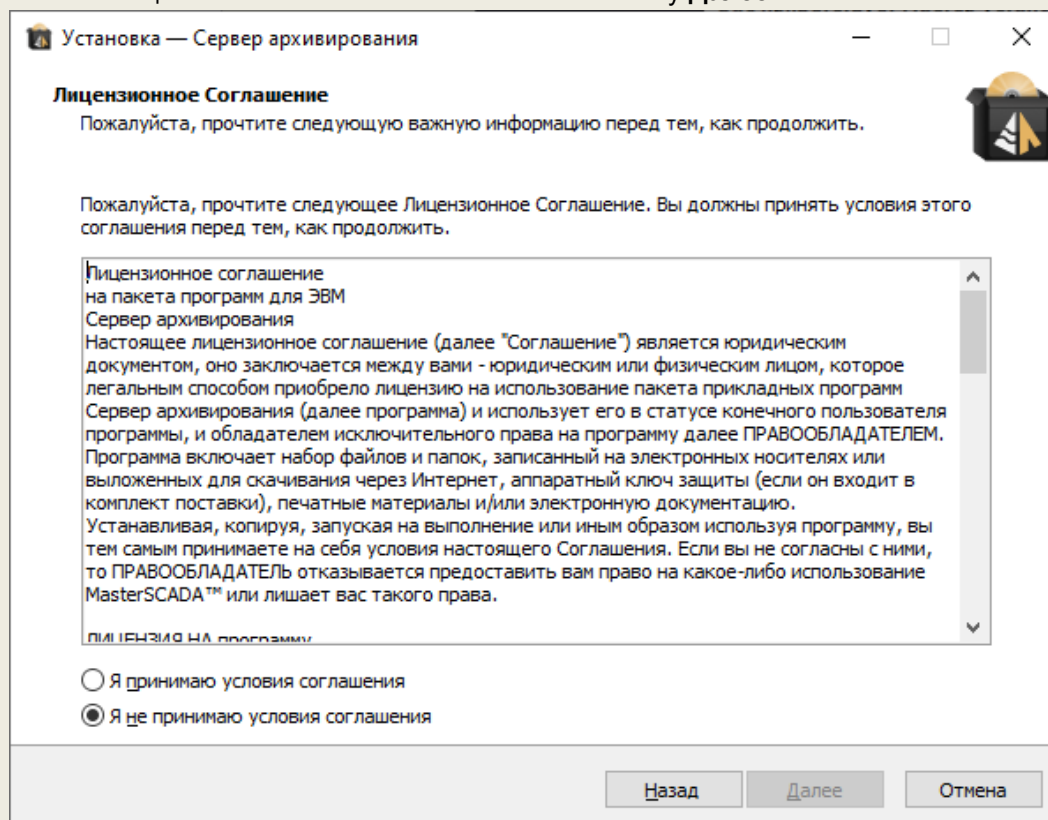 Установка — Сервер архивирования
Лицензионное Соглашение
Пожалуйста, прочтите следующую важную информацию перед тем, как продолжить.
Пожалуйста, прочтите следующее Лицензионное Соглашение. Вы должны принять условия этого
соглашения перед тем, как продолжить.
Лицензионное соглашение
на пакета программ для ЭВМ
Сервер архивирования
Настоящее лицензионное соглашение (далее "Соглашение") является юридическим
документом, оно заключается между вами - юридическим или физическим лицом, которое
легальным способом приобрело лицензию на использование пакета прикладных программ
Сервер архивирования (далее программа) и использует его в статусе конечного пользователя
программы, и обладателем исключительного права на программу далее ПРАВООБЛАДАТЕЛЕМ.
Программа включает набор файлов и папок, записанный на электронных носителях или
выложенных для скачивания через Интернет, аппаратный ключ защиты (если он входит в
комплект поставки), печатные материалы и/или электронную документацию.
Устанавливая, копируя, запуская на выполнение или иным образом используя программу, вы
тем самым принимаете на себя условия настоящего Соглашения. Если вы не согласны с ними,
то ПРАВООБЛАДАТЕЛЬ отказывается предоставить вам право на какое-либо использование
MasterSCADA™ или лишает вас такого права.
ЛИЦЕНЗИЯ НА программу
Я принимаю условия соглашения
Я не принимаю условия соглашения
Назад
Далее
Отмена